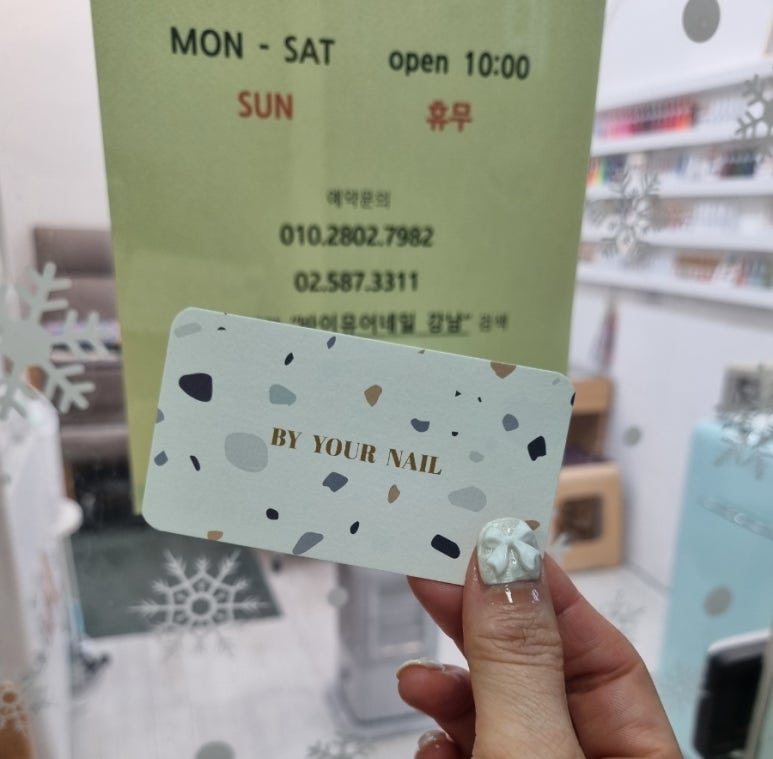 MON - SAT open 10:00
SUN 휴무
예약문의
010.2802.7982
02.587.3311
"바이유어네일 강남" 검색
BY YOUR NAIL